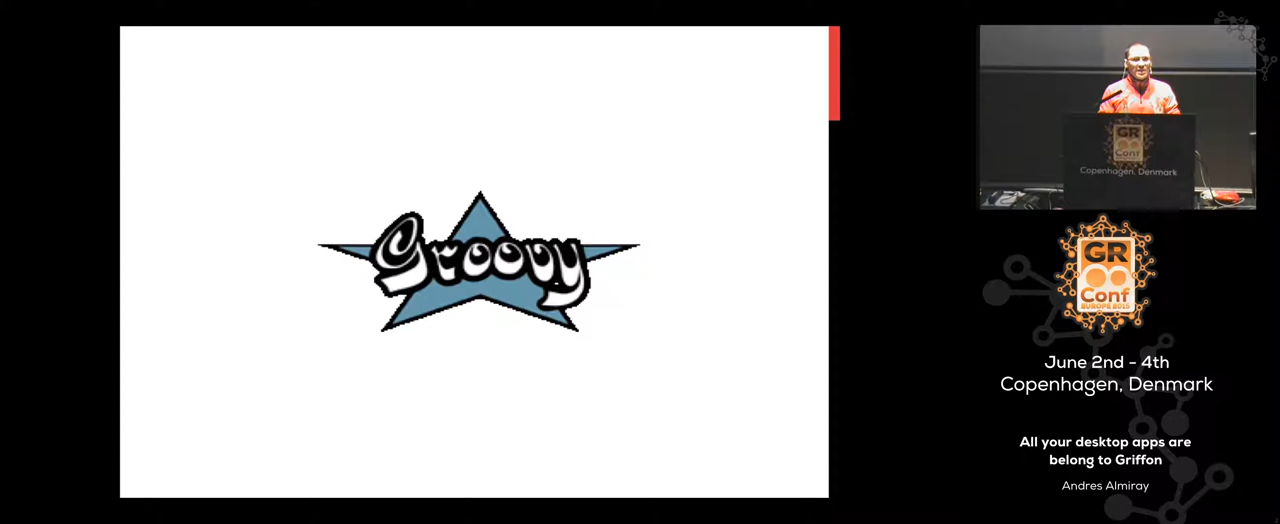 Groovy
GR
Conf
Copenhagen, Denmark
GR
Conf
EUROPE 2015
June 2nd - 4th
Copenhagen, Denmark
All your desktop apps are
belong to Griffon
Andres Almiray